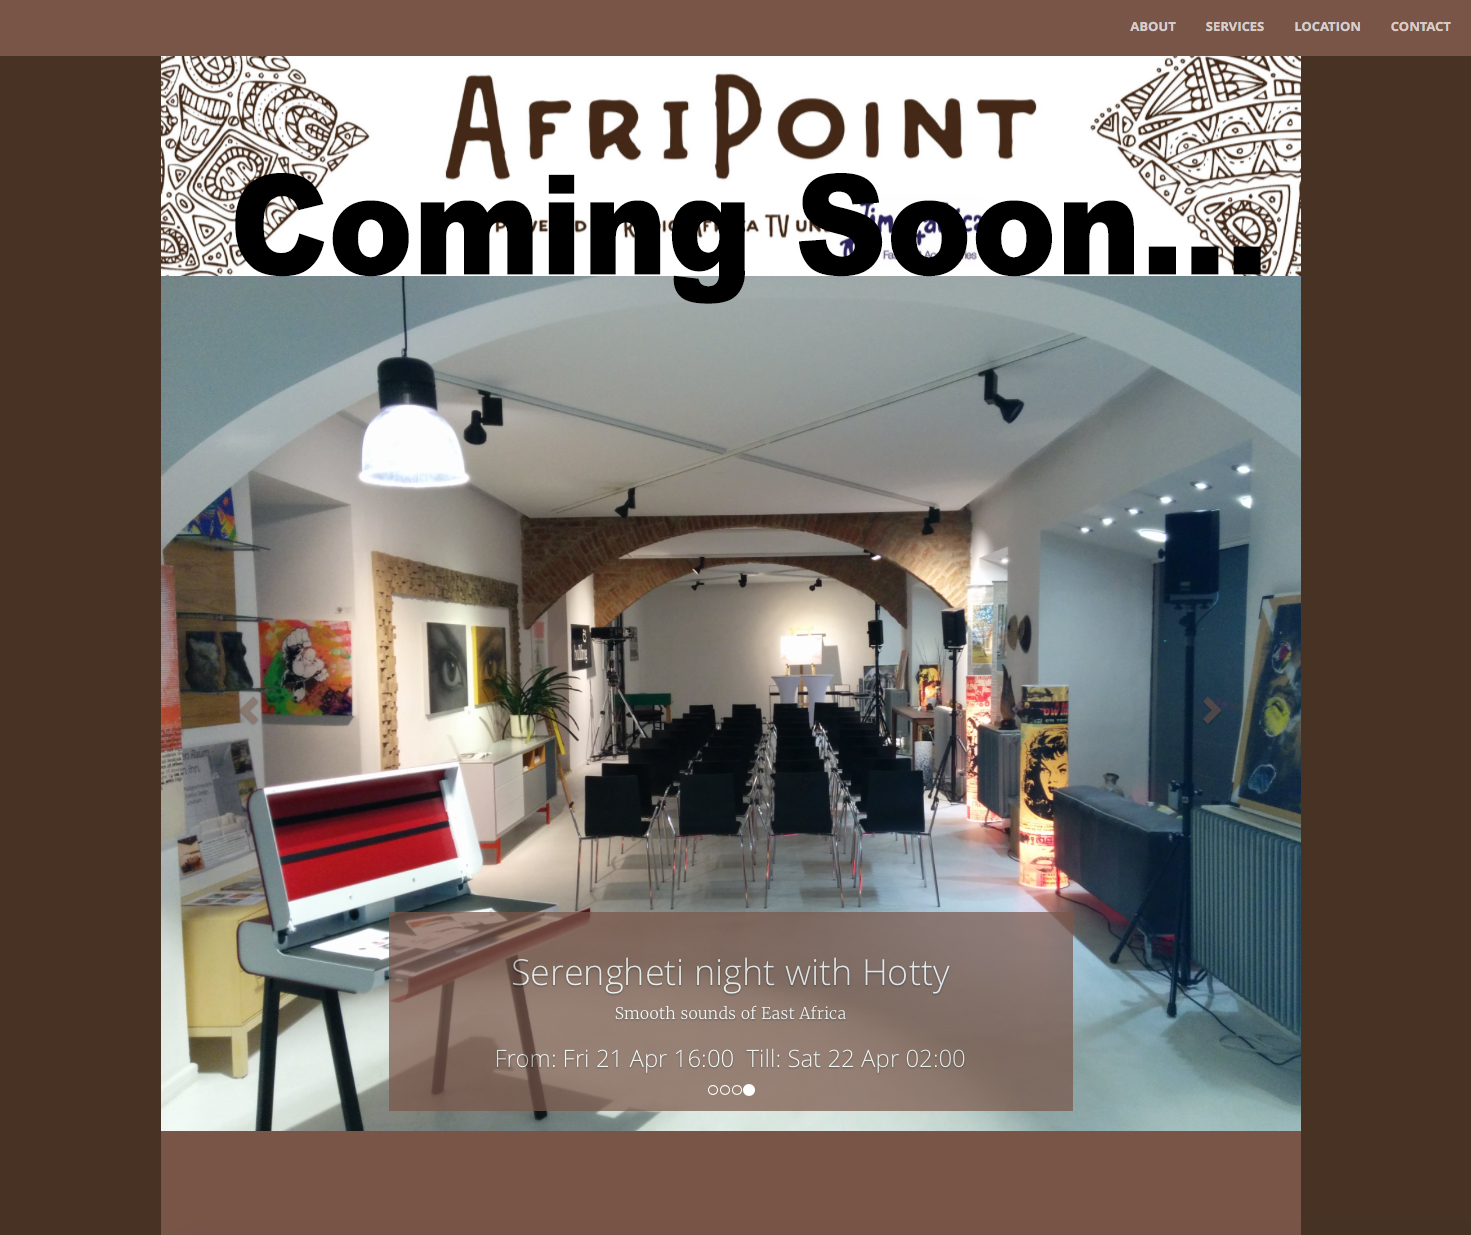 ABOUT SERVICES LOCATION CONTACT
AFRIPOINT
Coming Soon...
TV
Serengheti night with Hotty
Smooth sounds of East Africa
From: Fri 21 Apr 16:00 Till: Sat 22 Apr 02:00